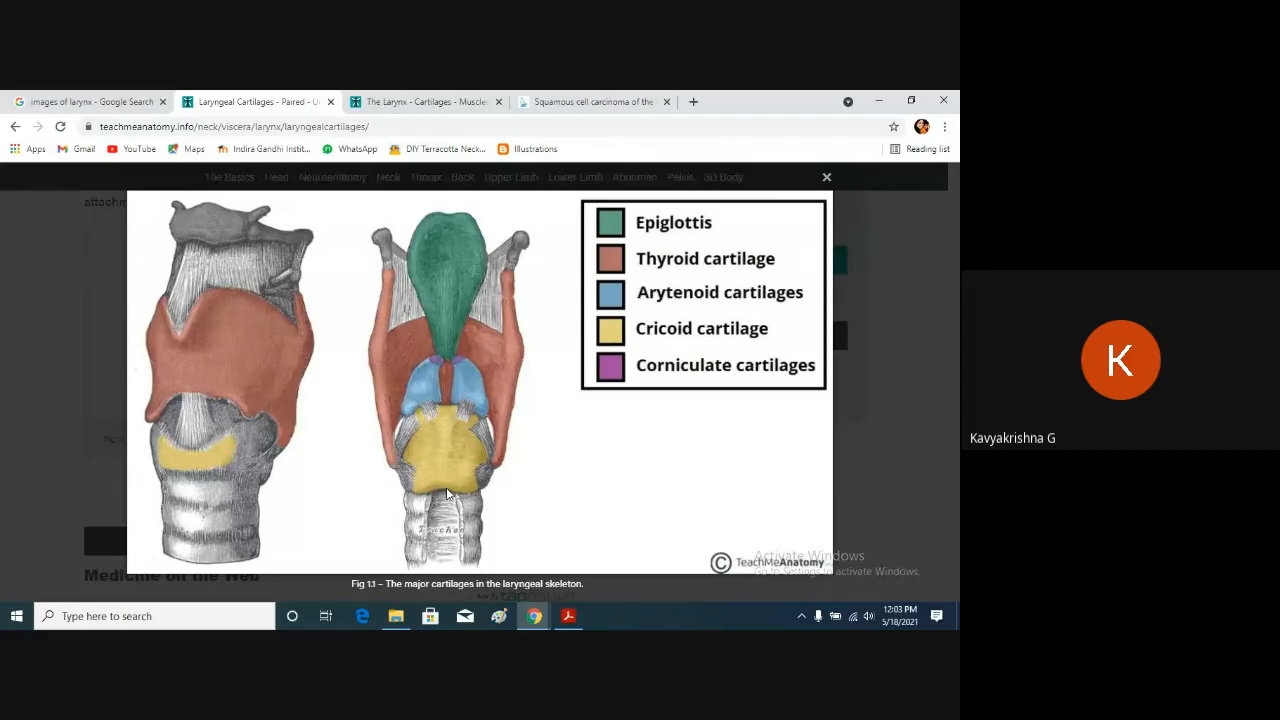 images of larynx - Google Search
Laryngeal Cartilages - Paired - U
The Larynx - Cartilages - Muscle
Squamous cell carcinoma of the
teachmeanatomy.info/neck/viscera/larynx/laryngealcartilages/
Apps Gmail YouTube Maps Indira Gandhi Instit... WhatsApp DIY Terracotta Neck... Illustrations Reading list
The Basics Head Neuroanatomy Neck Thorax Back Upper Limb Lower Limb Abdomen Pelvis 3D Body
Epiglottis
Thyroid cartilage
Arytenoid cartilages
Cricoid cartilage
Corniculate cartilages
Trachea
TeachMeAnatomy
Activate Windows
Go to Settings to activate Windows.
Medicine on the Web
Fig 1.1 – The major cartilages in the laryngeal skeleton.
Type here to search
12:03 PM
5/18/2021
K
Kavyakrishna G